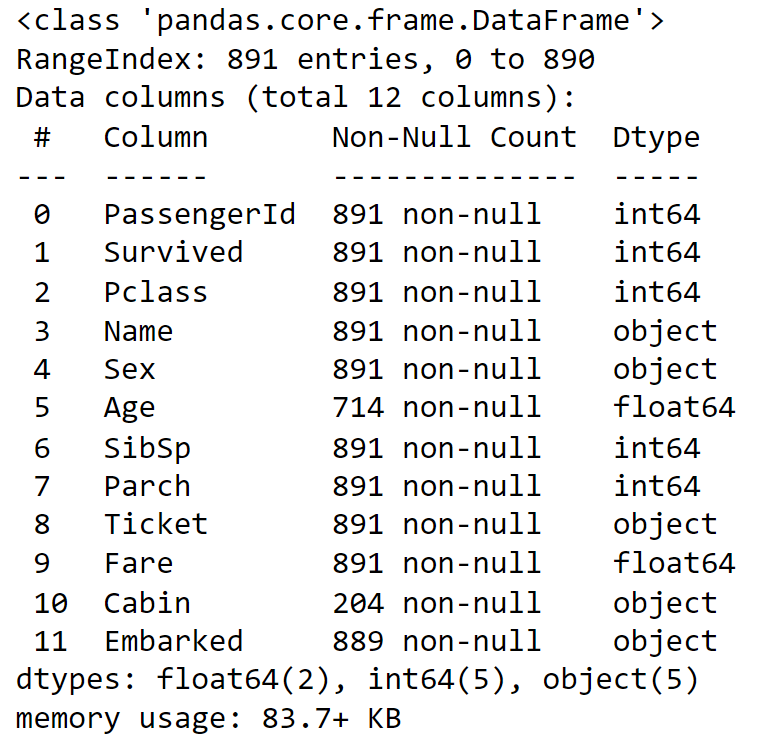 <class 'pandas.core.frame.DataFrame'>
RangeIndex: 891 entries, 0 to 890
Data columns (total 12 columns):
 #   Column       Non-Null Count  Dtype
---  ------       --------------  -----
 0   PassengerId  891 non-null    int64
 1   Survived     891 non-null    int64
 2   Pclass       891 non-null    int64
 3   Name         891 non-null    object
 4   Sex          891 non-null    object
 5   Age          714 non-null    float64
 6   SibSp        891 non-null    int64
 7   Parch        891 non-null    int64
 8   Ticket       891 non-null    object
 9   Fare         891 non-null    float64
 10  Cabin        204 non-null    object
 11  Embarked     889 non-null    object
dtypes: float64(2), int64(5), object(5)
memory usage: 83.7+ KB